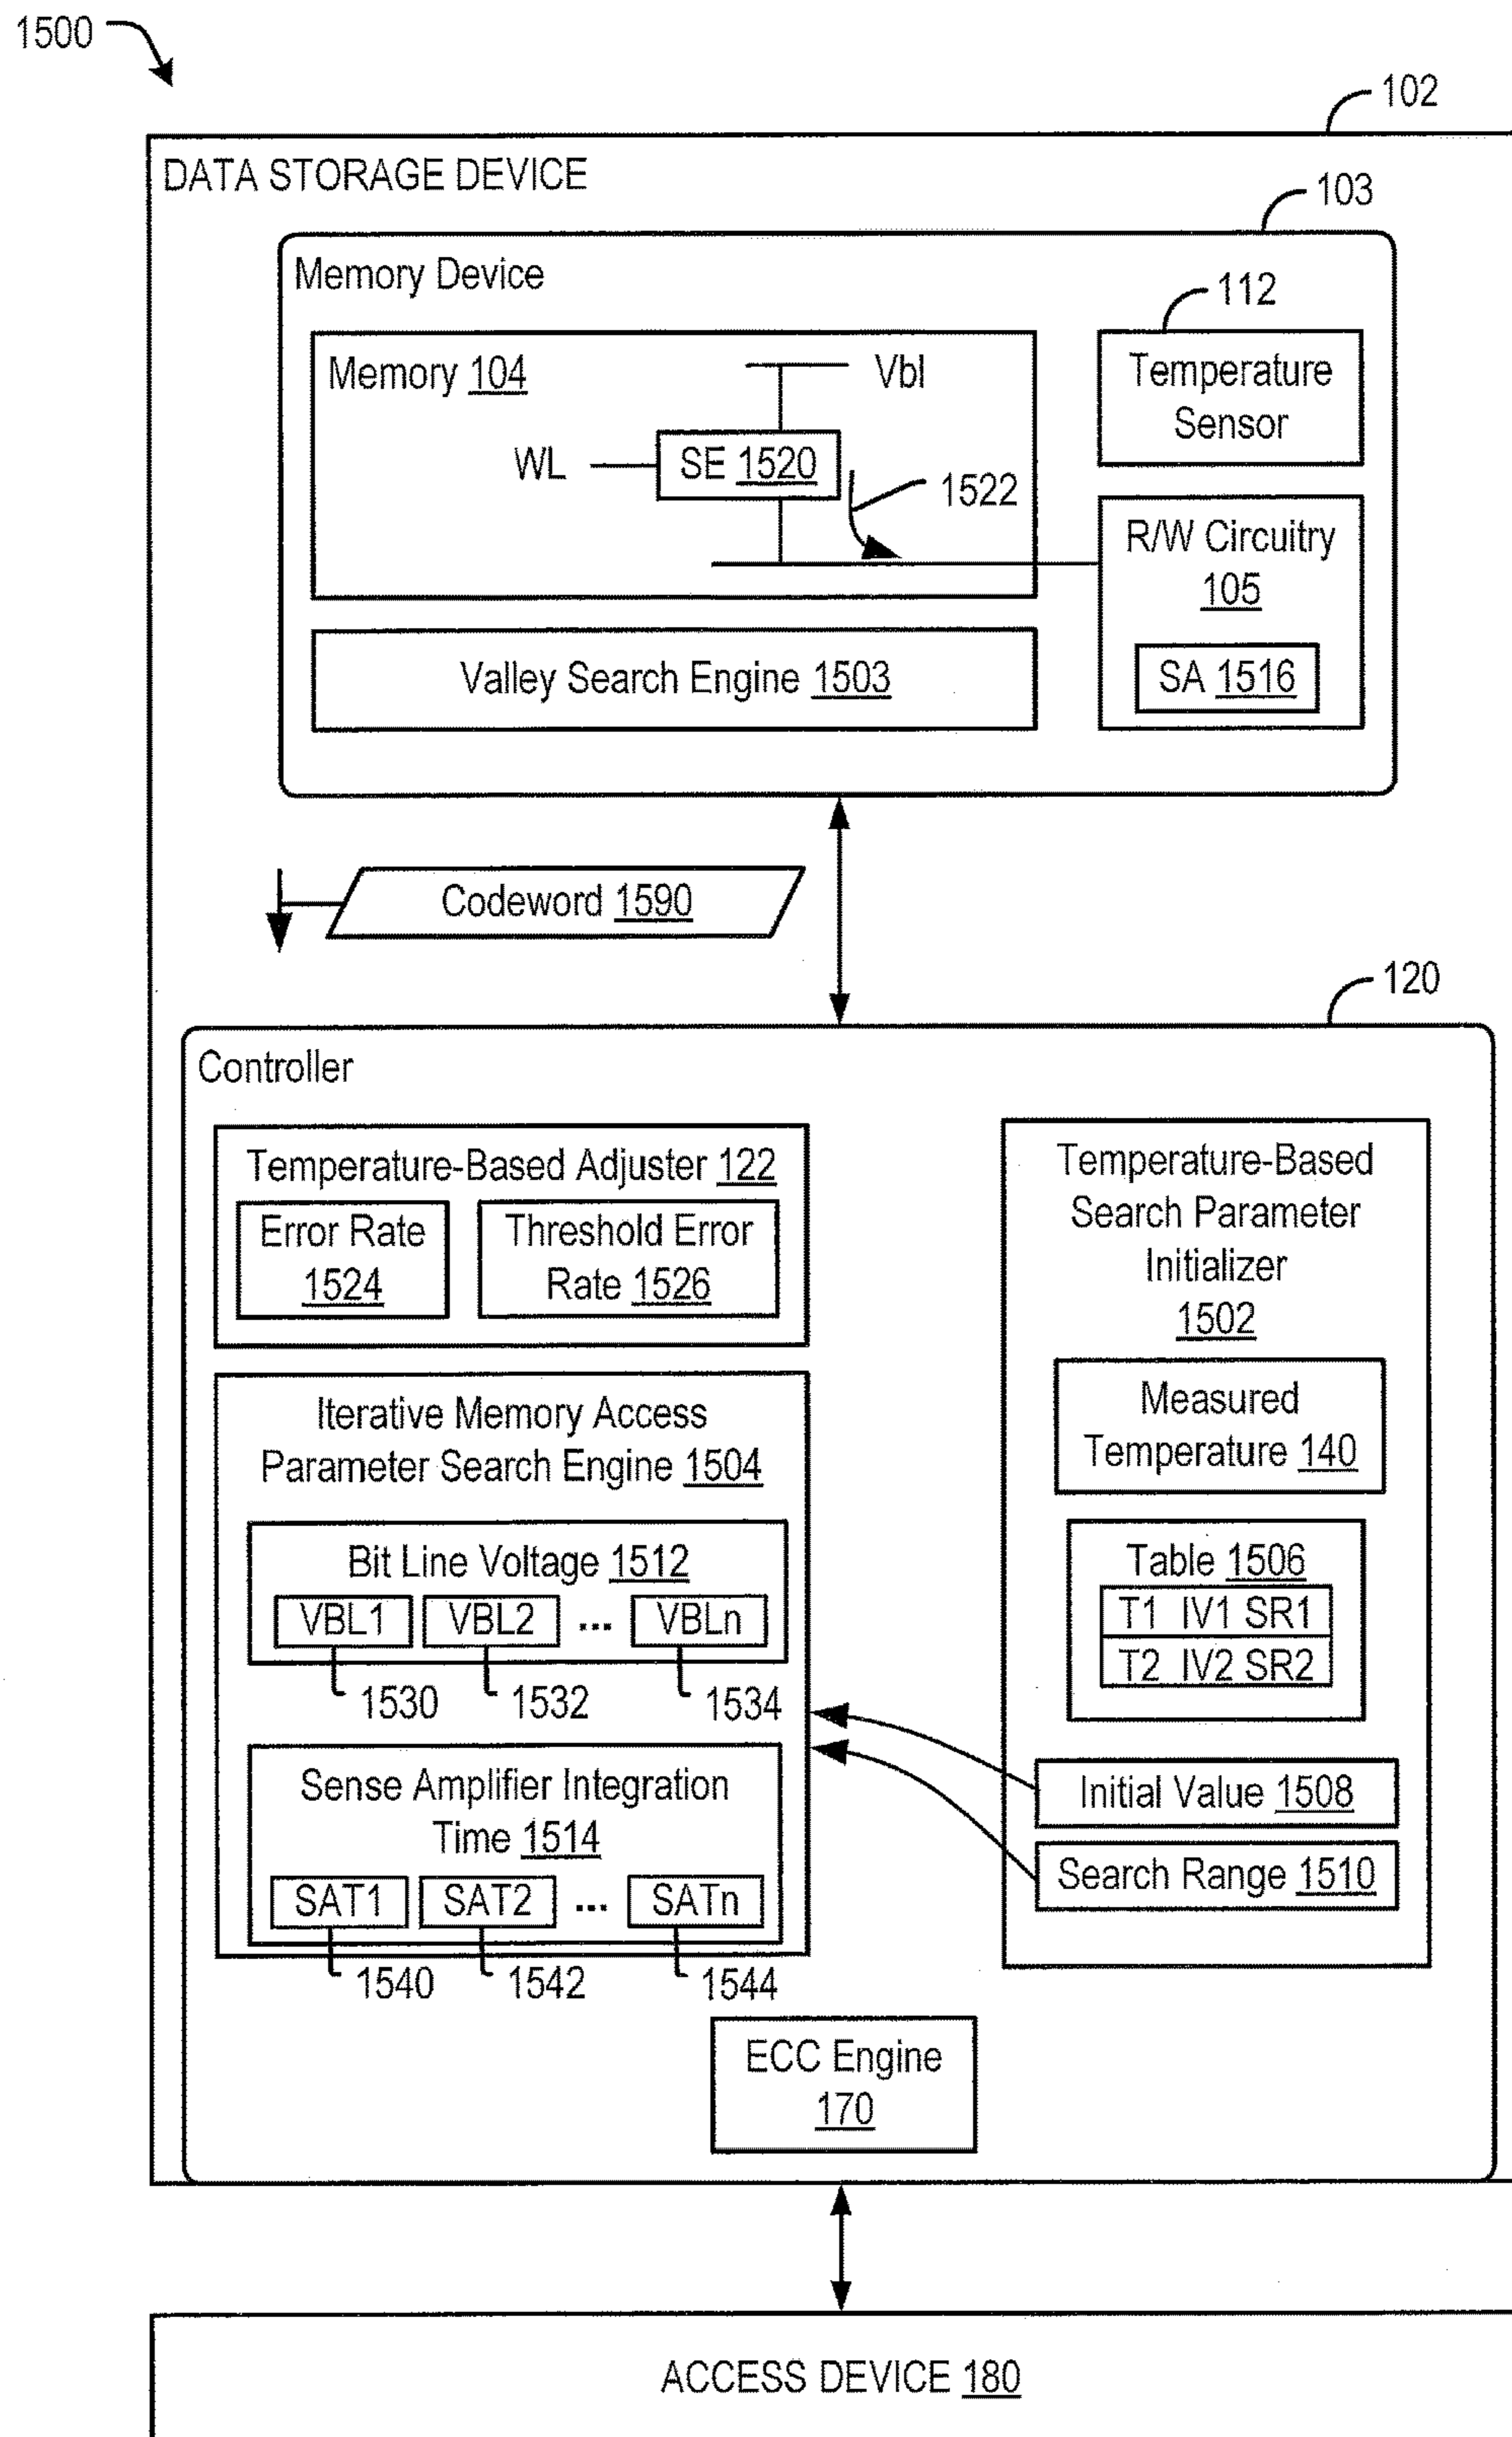 1500
102
DATA STORAGE DEVICE
103
Memory Device
112
Memory 104
Vbl
Temperature
Sensor
WL
SE 1520
1522
R/W Circuitry
105
Valley Search Engine 1503
SA 1516
Codeword 1590
120
Controller
Temperature-Based Adjuster 122
Error Rate
1524
Threshold Error
Rate 1526
Temperature-Based
Search Parameter
Initializer
1502
Iterative Memory Access
Parameter Search Engine 1504
Measured
Temperature 140
Bit Line Voltage 1512
VBL1 VBL2 ... VBLn
1530 1532 1534
Table 1506
T1 IV1 SR1
T2 IV2 SR2
Sense Amplifier Integration
Time 1514
SAT1 SAT2 ... SATn
1540 1542 1544
Initial Value 1508
Search Range 1510
ECC Engine
170
ACCESS DEVICE 180